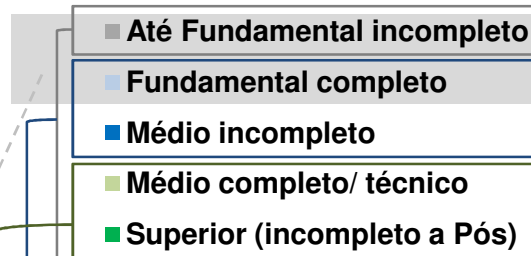 Até Fundamental incompleto
Fundamental completo
Médio incompleto
Médio completo/ técnico
Superior (incompleto a Pós)